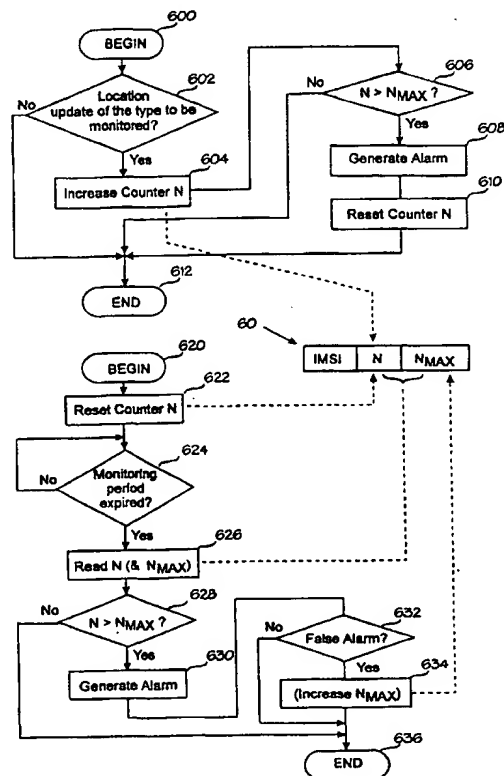 600
BEGIN
602
Location
update of the type to be
monitored?
No
Yes
604
Increase Counter N
606
N > NMAX ?
No
Yes
608
Generate Alarm
610
Reset Counter N
612
END
60
IMSI N NMAX
620
BEGIN
622
Reset Counter N
624
Monitoring
period
expired?
No
Yes
626
Read N (& NMAX)
628
N > NMAX ?
No
Yes
630
Generate Alarm
632
False Alarm?
No
Yes
634
(Increase NMAX)
END
636